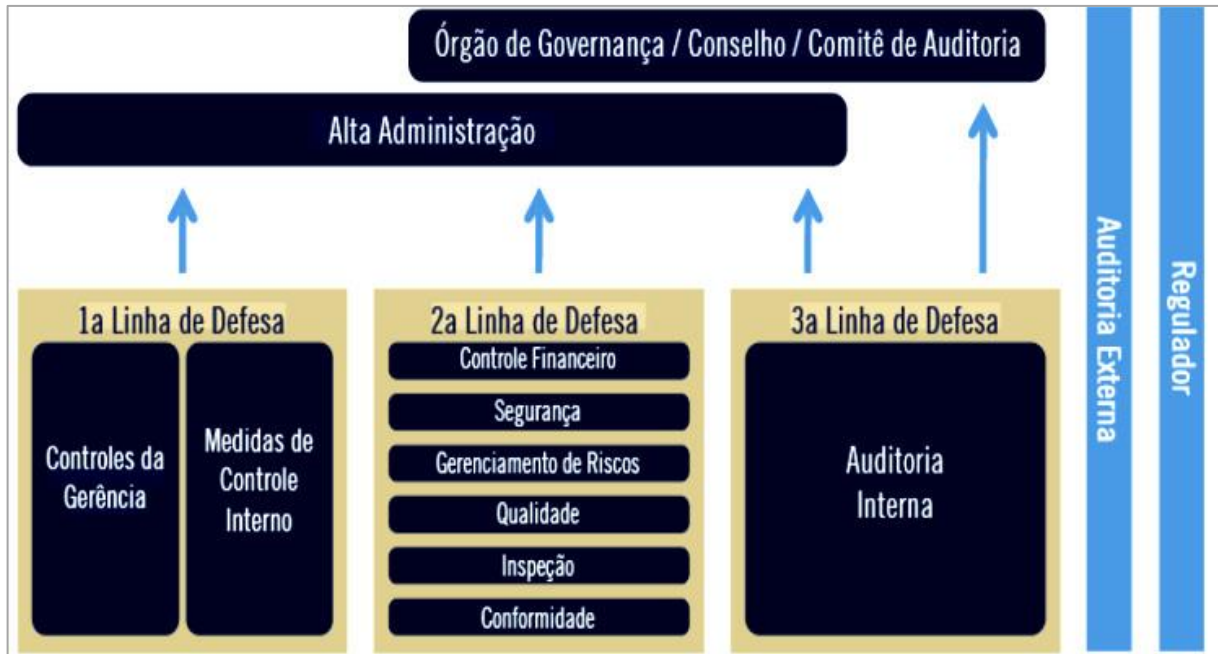 Órgão de Governança / Conselho / Comitê de Auditoria
Alta Administração
1a Linha de Defesa
Controles da
Gerência
Medidas de
Controle
Interno
2a Linha de Defesa
Controle Financeiro
Segurança
Gerenciamento de Riscos
Qualidade
Inspeção
Conformidade
3a Linha de Defesa
Auditoria
Interna
Auditoria Externa
Regulador